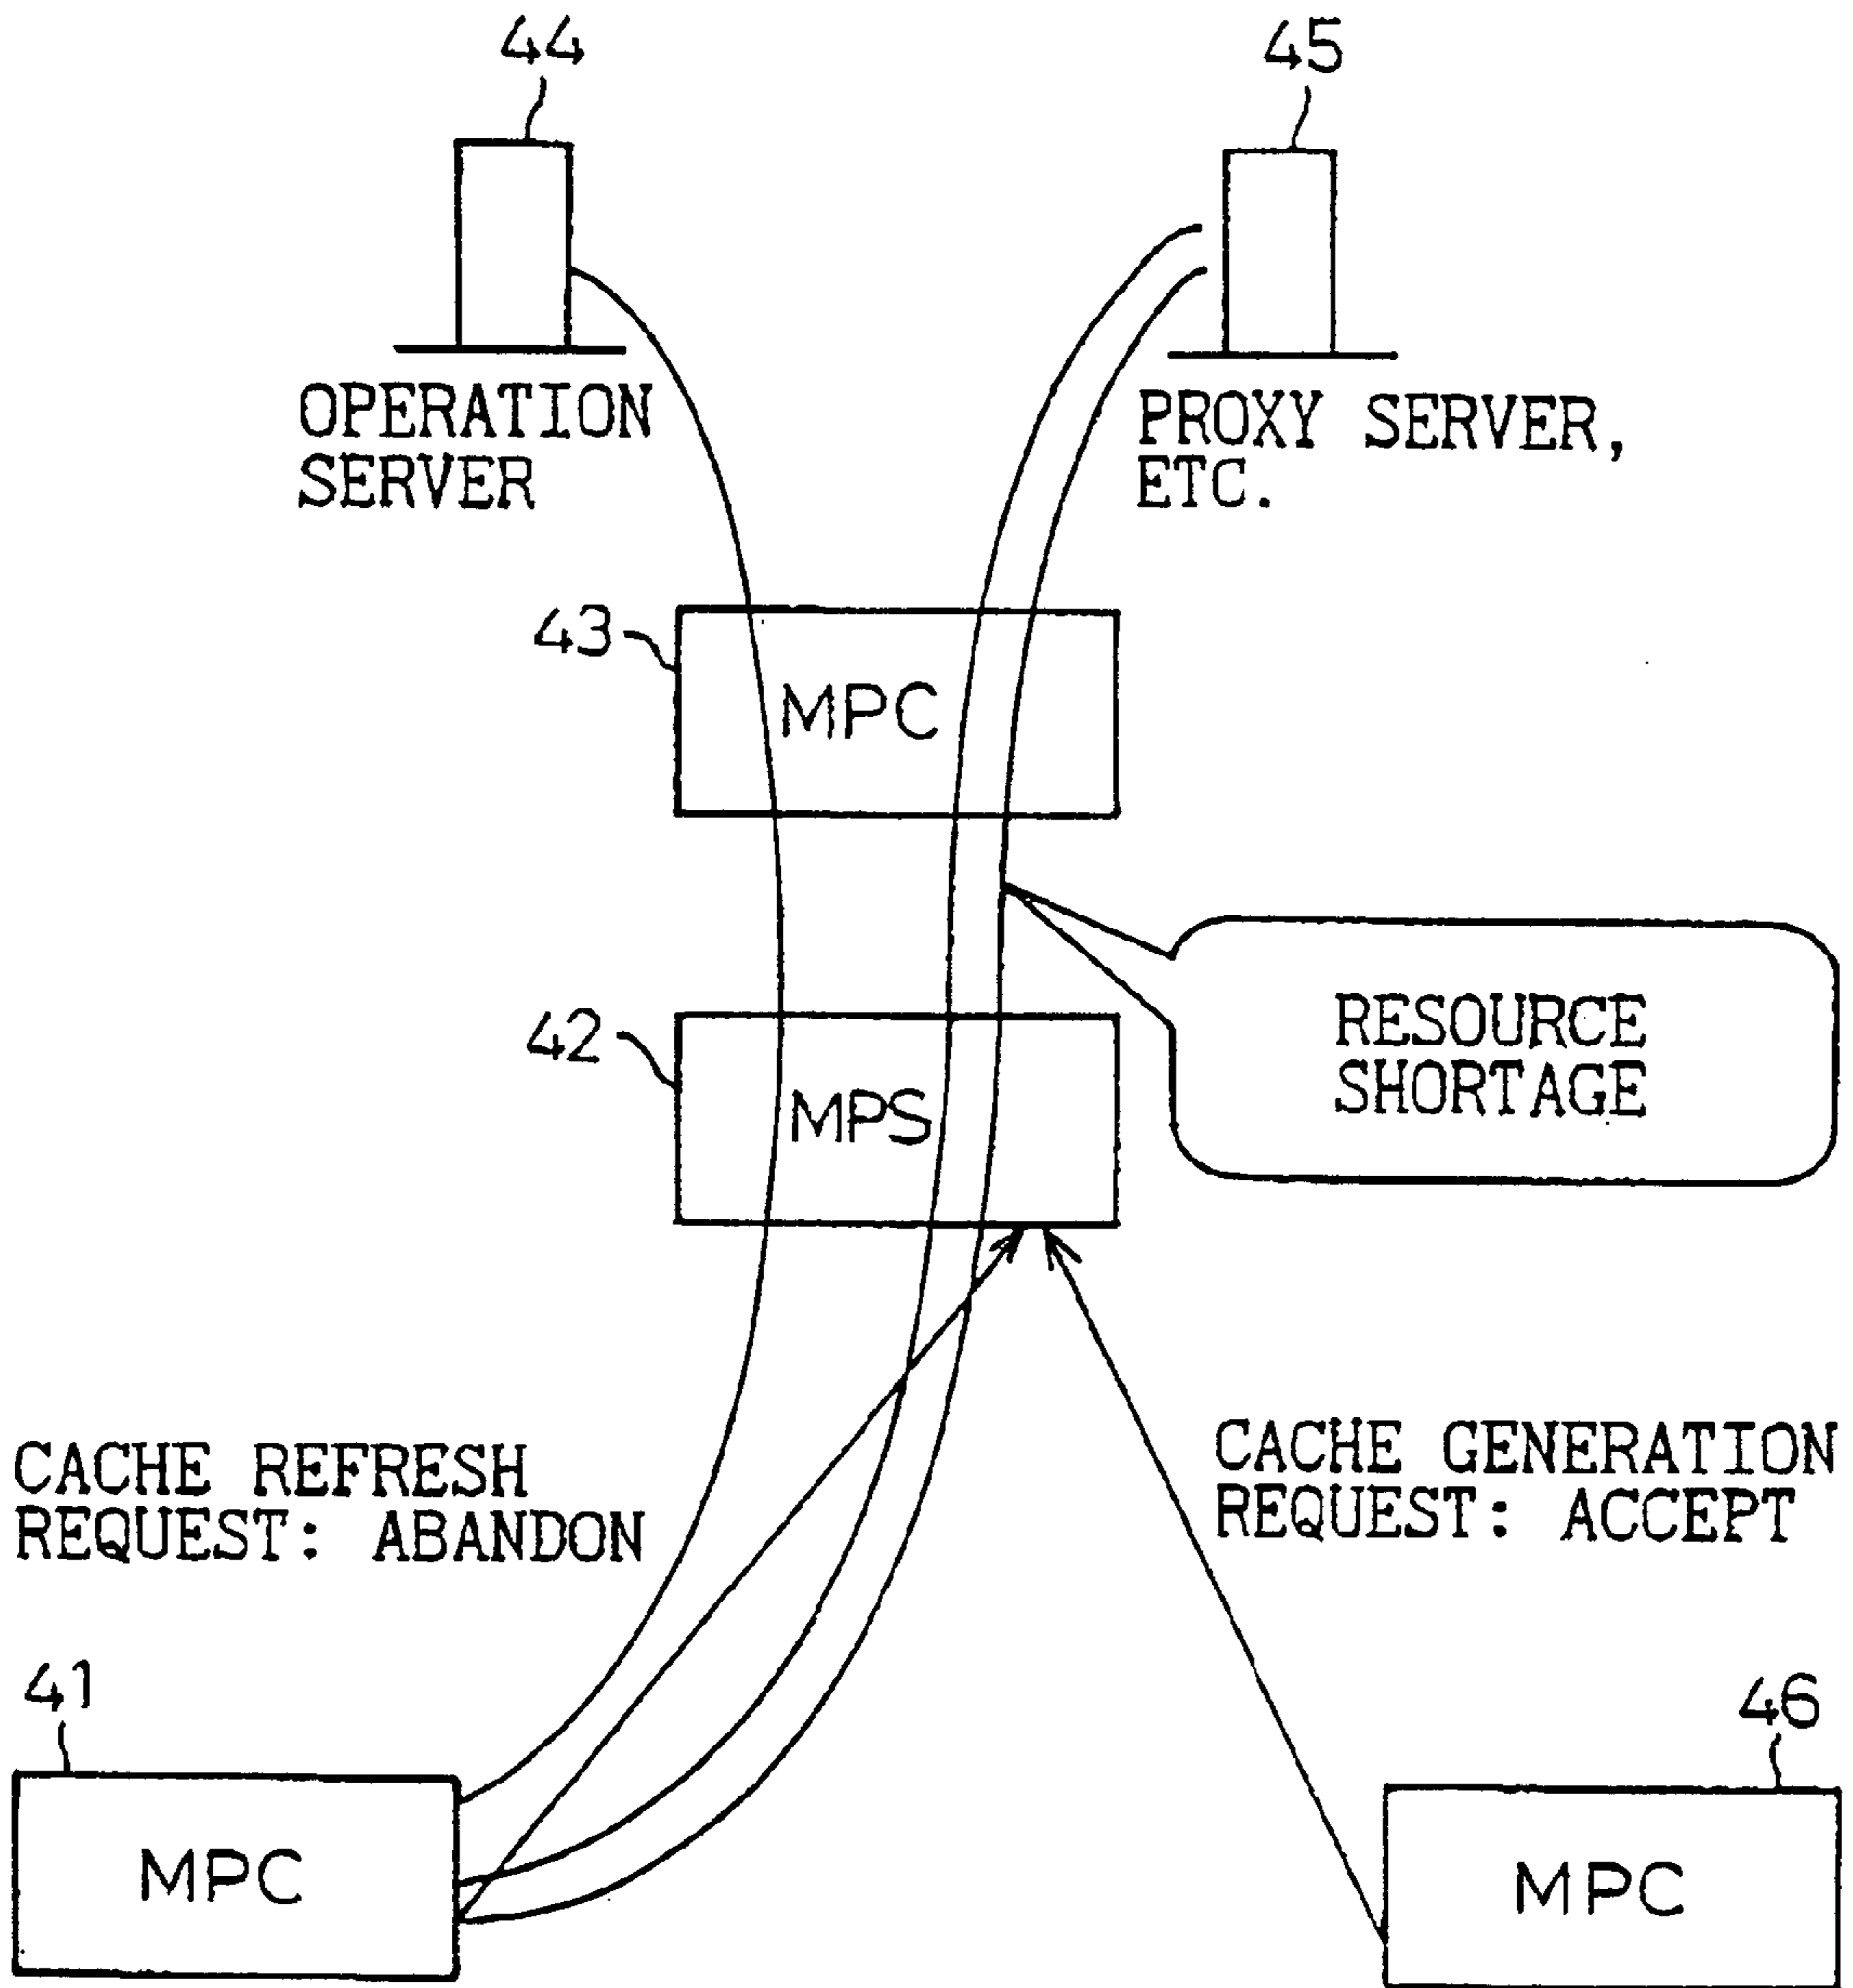 44
45
OPERATION
SERVER
PROXY SERVER,
ETC.
43
MPC
42
MPS
RESOURCE
SHORTAGE
CACHE REFRESH
REQUEST: ABANDON
CACHE GENERATION
REQUEST: ACCEPT
41
MPC
46
MPC